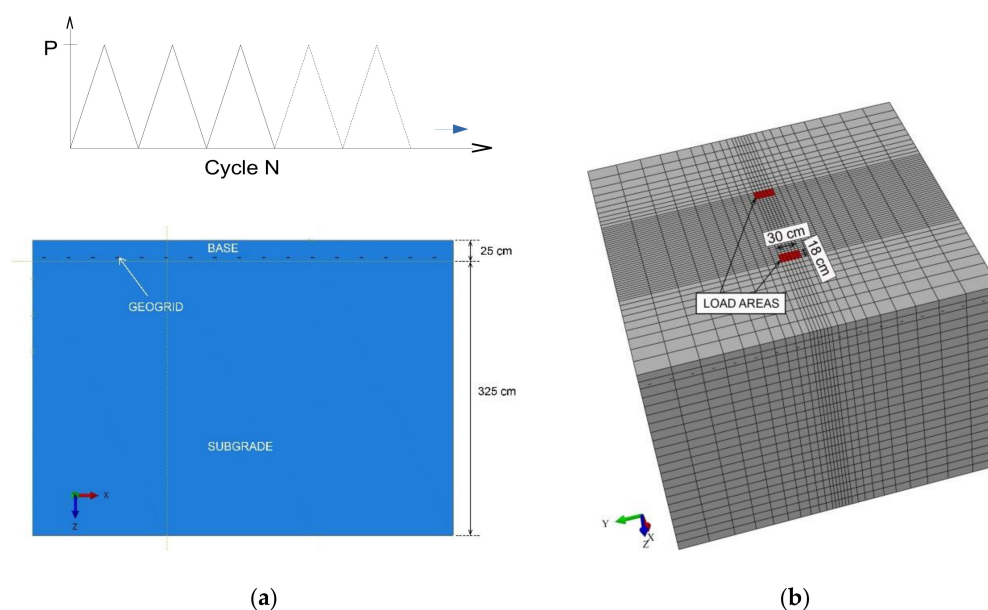 P
Cycle N
BASE
25 cm
GEOGRID
325 cm
SUBGRADE
X
Z
30 cm
18 cm
LOAD AREAS
Y
X
Z
(a)
(b)